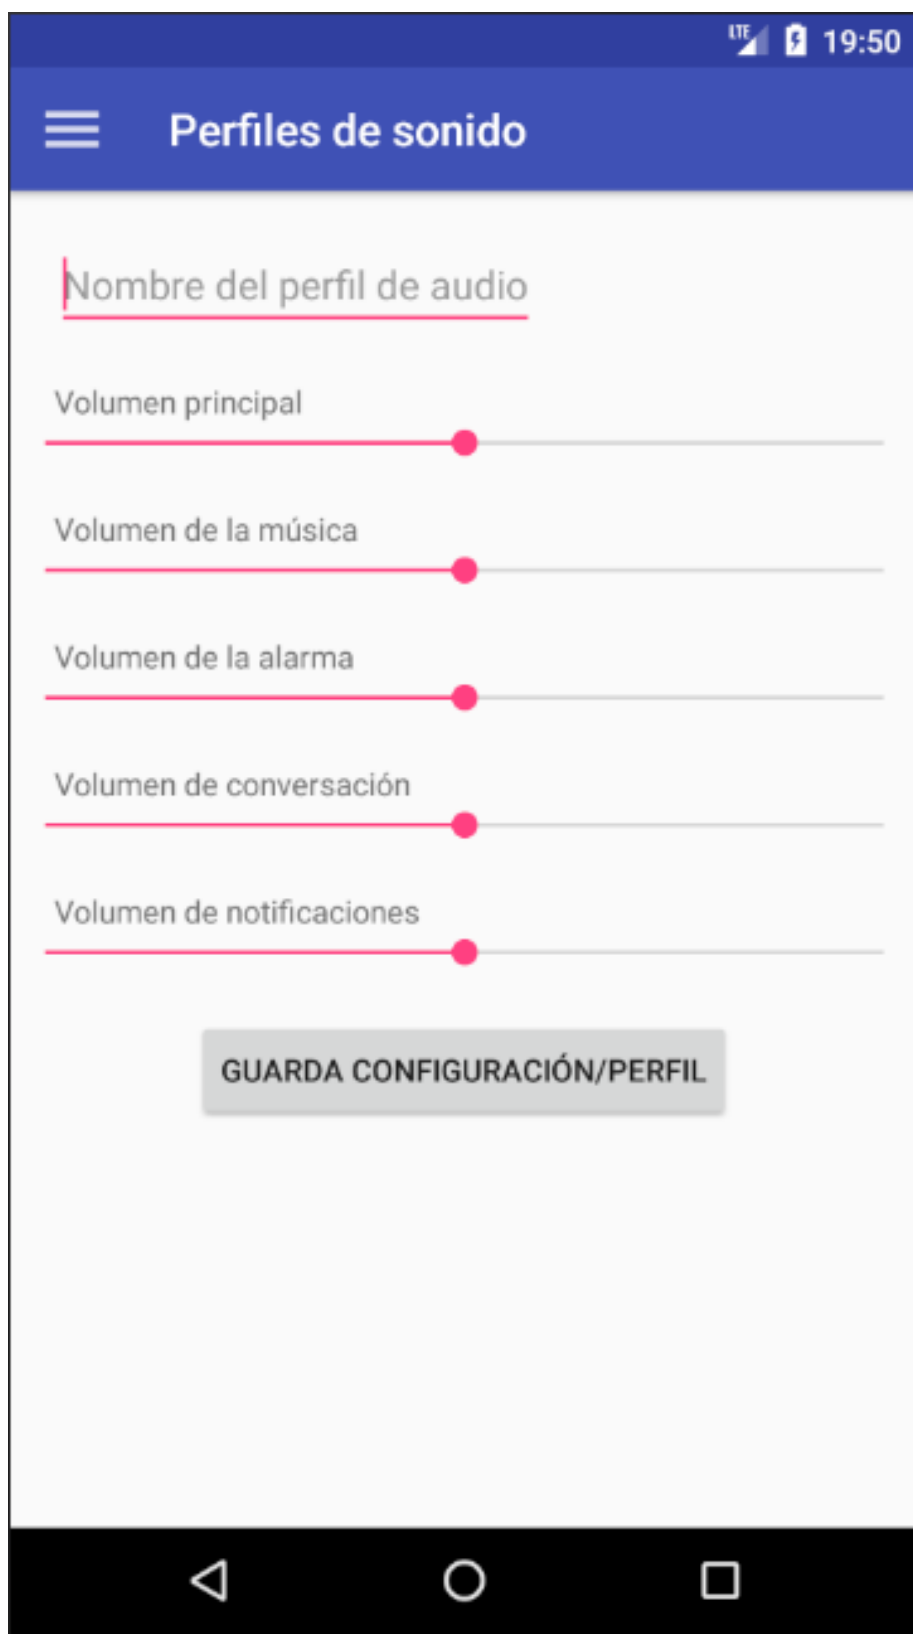 LTE 19:50
Perfiles de sonido
Nombre del perfil de audio
Volumen principal
Volumen de la música
Volumen de la alarma
Volumen de conversación
Volumen de notificaciones
GUARDA CONFIGURACIÓN/PERFIL